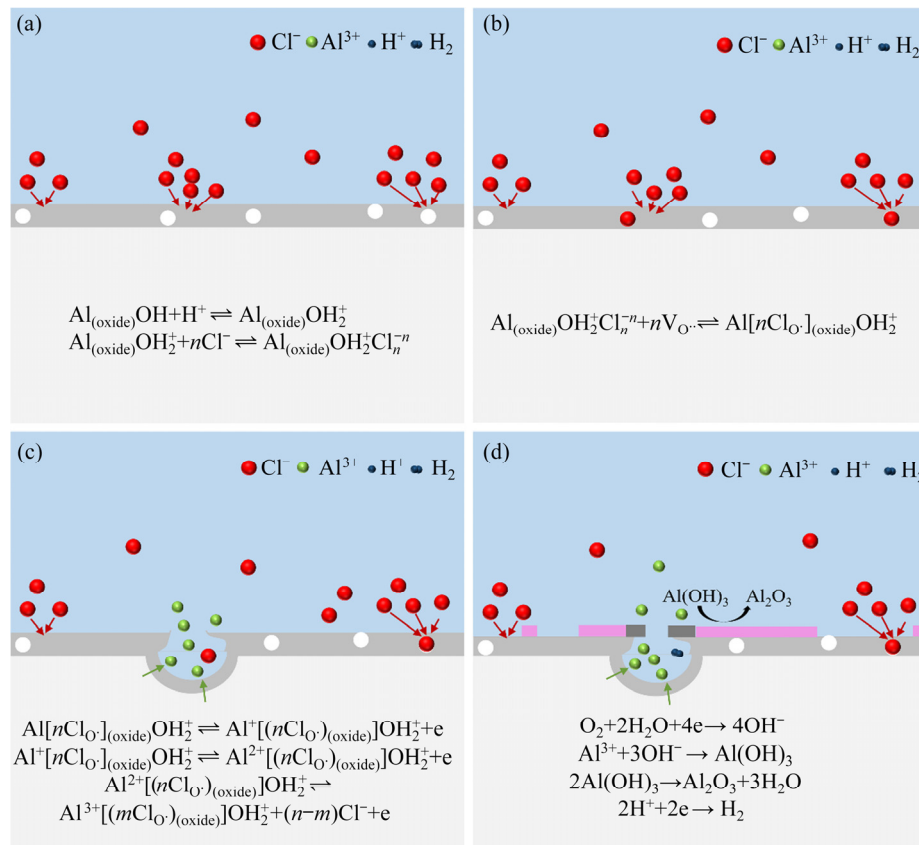 (a)
Cl⁻ Al³⁺ H⁺ H₂
Al₍oxide₎OH+H⁺ ⇌ Al₍oxide₎OH₂⁺
Al₍oxide₎OH₂⁺+nCl⁻ ⇌ Al₍oxide₎OH₂⁺Clₙ⁻ⁿ
(b)
Cl⁻ Al³⁺ H⁺ H₂
Al₍oxide₎OH₂⁺Clₙ⁻ⁿ+nV_O·· ⇌ Al[nCl_O·]₍oxide₎OH₂⁺
(c)
Cl⁻ Al³⁺ H⁺ H₂
Al[nCl_O·]₍oxide₎OH₂⁺ ⇌ Al⁺[(nCl_O·)₍oxide₎]OH₂⁺+e
Al⁺[nCl_O·]₍oxide₎OH₂⁺ ⇌ Al²⁺[(nCl_O·)₍oxide₎]OH₂⁺+e
Al²⁺[(nCl_O·)₍oxide₎]OH₂⁺ ⇌
Al³⁺[(mCl_O·)₍oxide₎]OH₂⁺+(n−m)Cl⁻+e
(d)
Cl⁻ Al³⁺ H⁺ H₂
Al(OH)₃ Al₂O₃
O₂+2H₂O+4e→ 4OH⁻
Al³⁺+3OH⁻ → Al(OH)₃
2Al(OH)₃→Al₂O₃+3H₂O
2H⁺+2e→ H₂